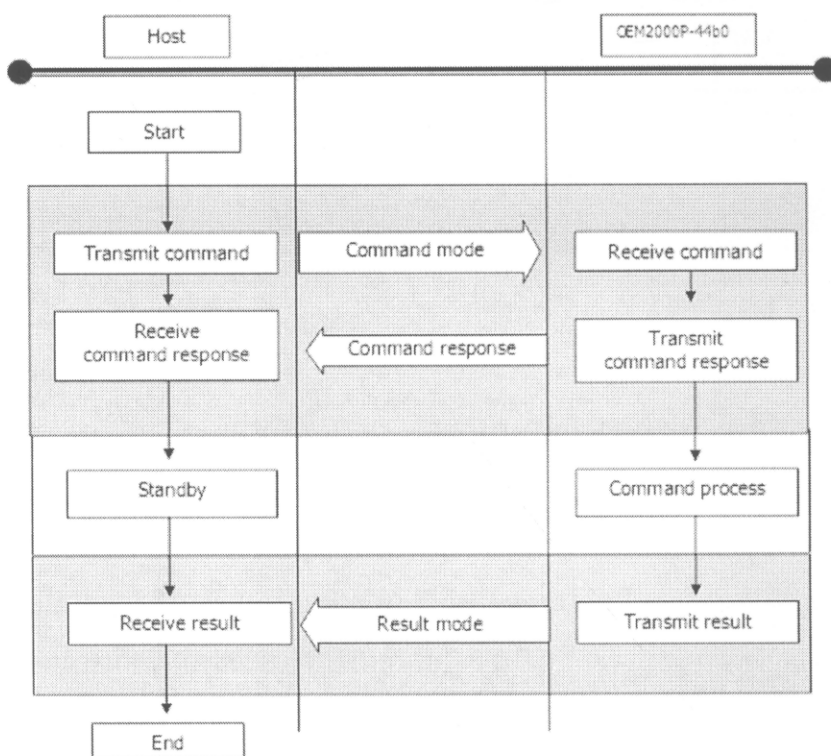 Host
OEM2000P-44b0
Start
Transmit command
Command mode
Receive command
Receive
command response
Command response
Transmit
command response
Standby
Command process
Receive result
Result mode
Transmit result
End